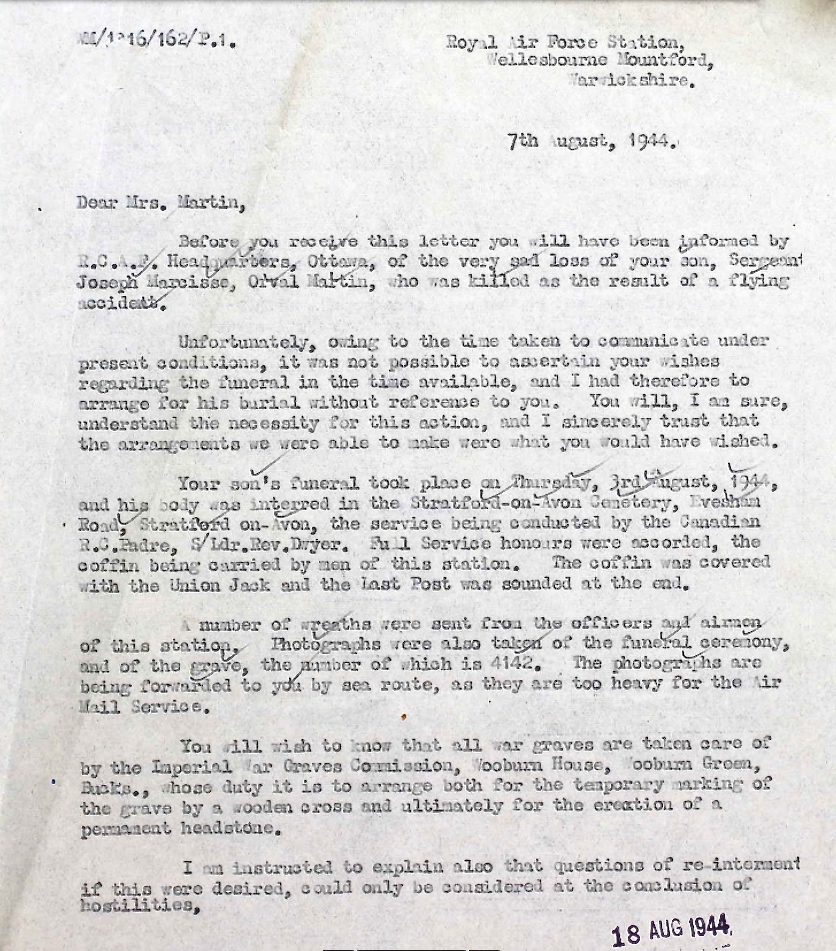 /1816/162/P.1.
Royal Air Force Station,
Wellesbourne Mountford,
Warwickshire.
7th August, 1944.
Dear Mrs. Martin,
Before you receive this letter you will have been informed by
R.C.A.F. Headquarters, Ottawa, of the very sad loss of your son, Sergeant
Joseph Marcisse, Orval Martin, who was killed as the result of a flying
accident.
Unfortunately, owing to the time taken to communicate under
present conditions, it was not possible to ascertain your wishes
regarding the funeral in the time available, and I had therefore to
arrange for his burial without reference to you. You will, I am sure,
understand the necessity for this action, and I sincerely trust that
the arrangements we were able to make were what you would have wished.
Your son's funeral took place on Thursday, 3rd August, 1944,
and his body was interred in the Stratford-on-Avon Cemetery, Evesham
Road, Stratford on-Avon, the service being conducted by the Canadian
R.C.Padre, S/Ldr.Rev.Dwyer. Full Service honours were accorded, the
coffin being carried by men of this station. The coffin was covered
with the Union Jack and the Last Post was sounded at the end.
A number of wreaths were sent from the officers and airmen
of this station. Photographs were also taken of the funeral ceremony,
and of the grave, the number of which is 4142. The photographs are
being forwarded to you by sea route, as they are too heavy for the Air
Mail Service.
You will wish to know that all war graves are taken care of
by the Imperial War Graves Commission, Wooburn House, Wooburn Green,
Bucks., whose duty it is to arrange both for the temporary marking of
the grave by a wooden cross and ultimately for the erection of a
permanent headstone.
I am instructed to explain also that questions of re-interment
if this were desired, could only be considered at the conclusion of
hostilities,
18 AUG 1944